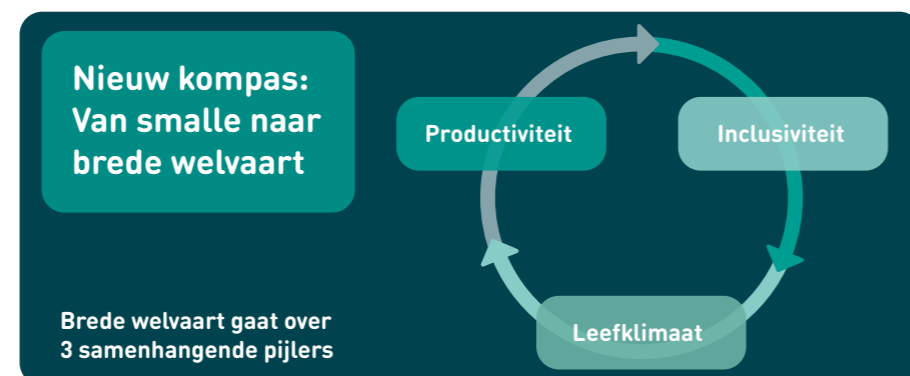 Nieuw kompas:
Van smalle naar
brede welvaart
Productiviteit
Inclusiviteit
Leefklimaat
Brede welvaart gaat over
3 samenhangende pijlers